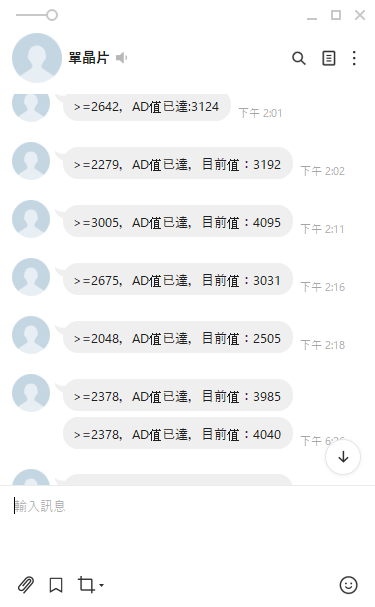 單晶片
>=2642，AD值已達:3124
下午 2:01
>=2279，AD值已達，目前值：3192
下午 2:02
>=3005，AD值已達，目前值：4095
下午 2:11
>=2675，AD值已達，目前值：3031
下午 2:16
>=2048，AD值已達，目前值：2505
下午 2:18
>=2378，AD值已達，目前值：3985
>=2378，AD值已達，目前值：4040
下午
輸入訊息